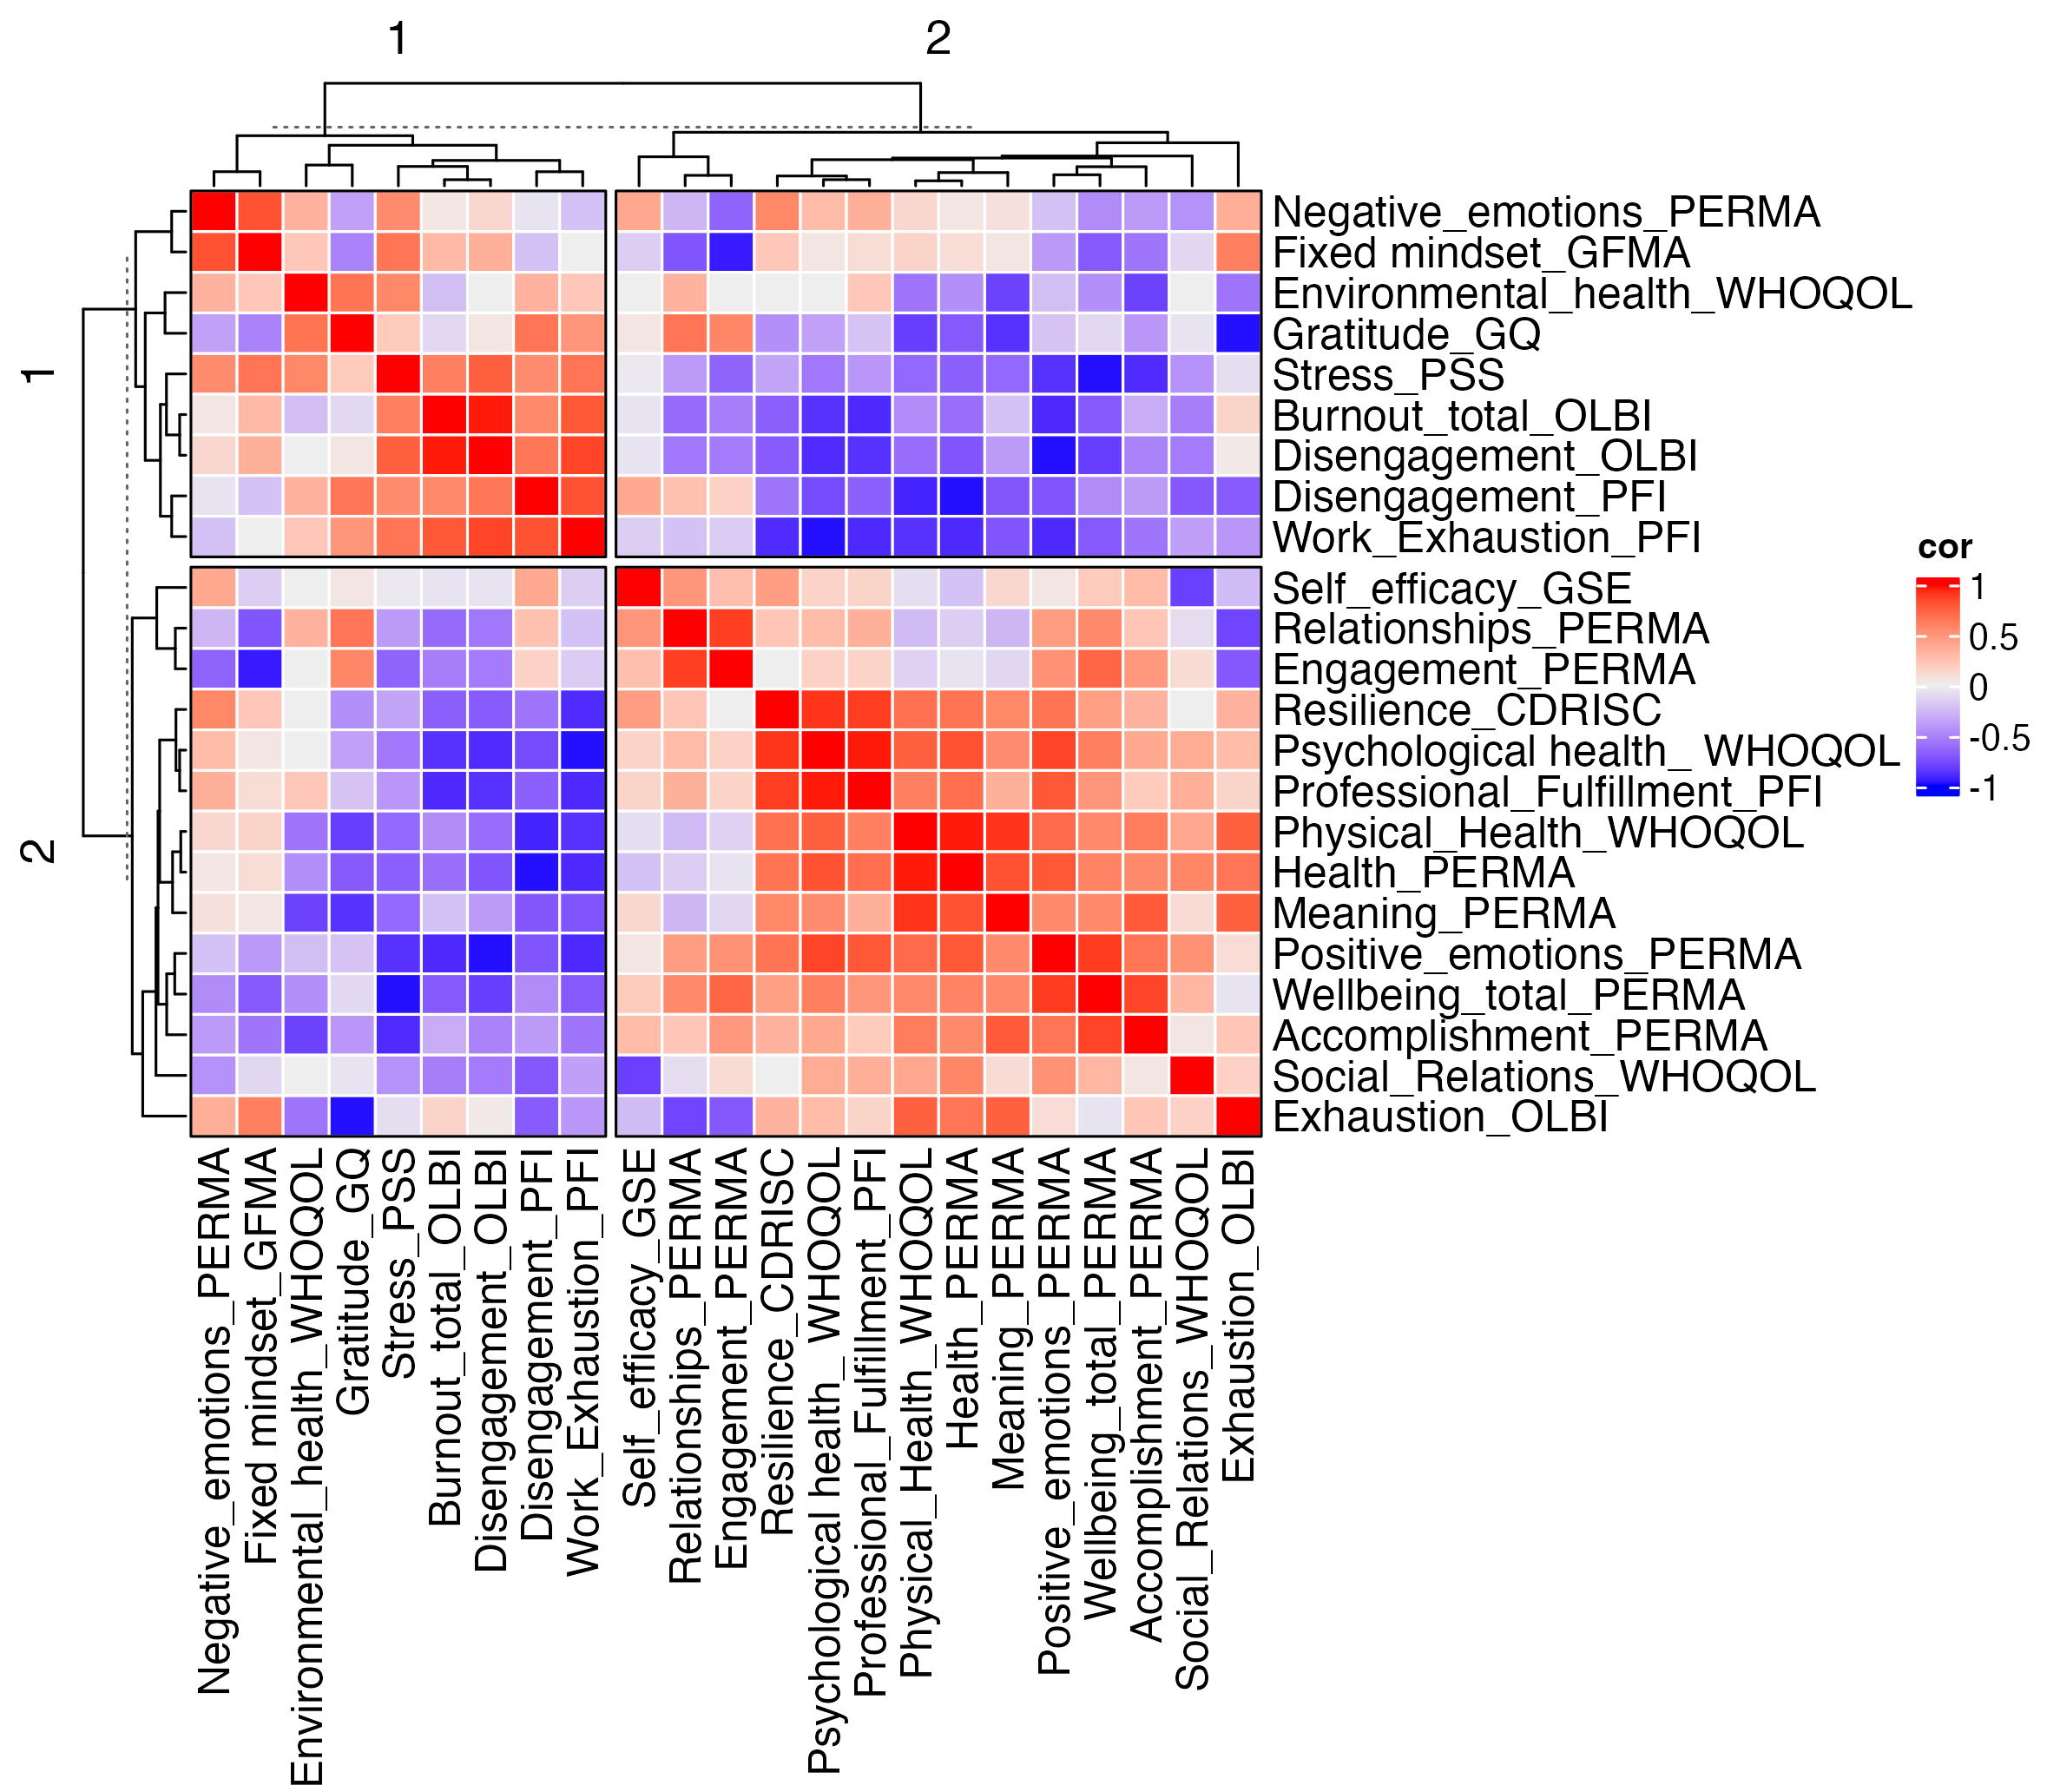 1
2
1
2
Negative_emotions_PERMA
Fixed mindset_GFMA
Environmental_health_WHOQOL
Gratitude_GQ
Stress_PSS
Burnout_total_OLBI
Disengagement_OLBI
Disengagement_PFI
Work_Exhaustion_PFI
Self_efficacy_GSE
Relationships_PERMA
Engagement_PERMA
Resilience_CDRISC
Psychological health_ WHOQOL
Professional_Fulfillment_PFI
Physical_Health_WHOQOL
Health_PERMA
Meaning_PERMA
Positive_emotions_PERMA
Wellbeing_total_PERMA
Accomplishment_PERMA
Social_Relations_WHOQOL
Exhaustion_OLBI
cor
1
0.5
0
-0.5
-1
Negative_emotions_PERMA
Fixed mindset_GFMA
Environmental_health_WHOQOL
Gratitude_GQ
Stress_PSS
Burnout_total_OLBI
Disengagement_OLBI
Disengagement_PFI
Work_Exhaustion_PFI
Self_efficacy_GSE
Relationships_PERMA
Engagement_PERMA
Resilience_CDRISC
Psychological health_ WHOQOL
Professional_Fulfillment_PFI
Physical_Health_WHOQOL
Health_PERMA
Meaning_PERMA
Positive_emotions_PERMA
Wellbeing_total_PERMA
Accomplishment_PERMA
Social_Relations_WHOQOL
Exhaustion_OLBI